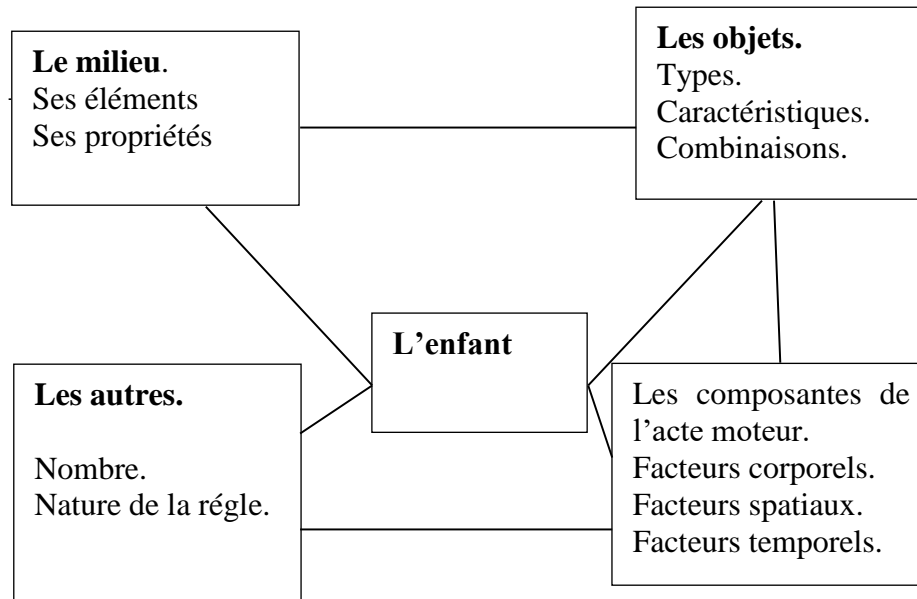 Le milieu.
Ses éléments
Ses propriétés
Les objets.
Types.
Caractéristiques.
Combinaisons.
L’enfant
Les autres.
Nombre.
Nature de la régle.
Les composantes de
l’acte moteur.
Facteurs corporels.
Facteurs spatiaux.
Facteurs temporels.